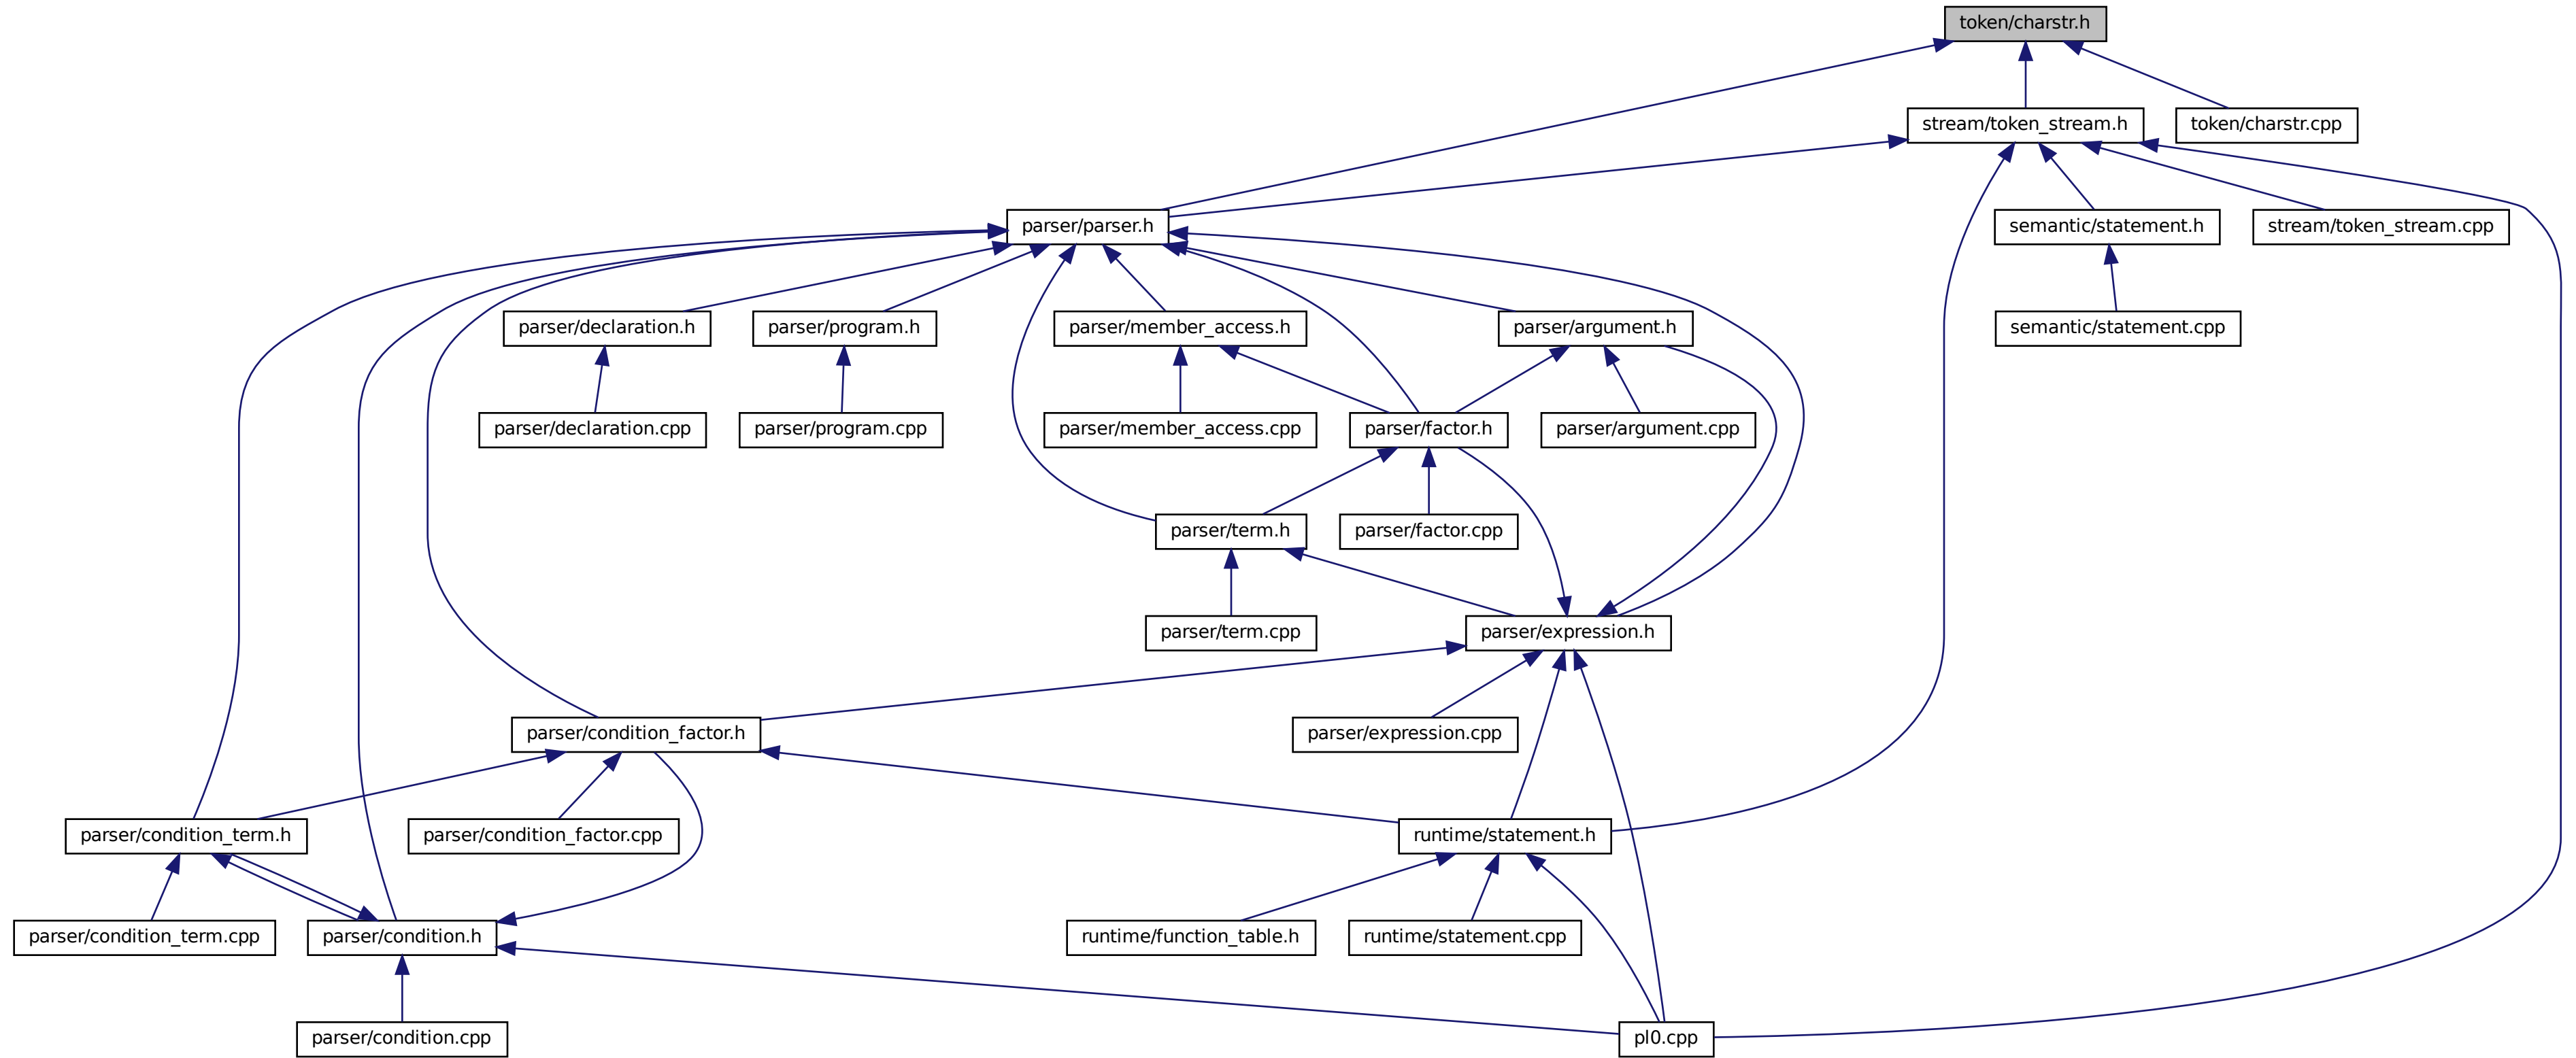 token/charstr.h
stream/token_stream.h
token/charstr.cpp
parser/parser.h
semantic/statement.h
stream/token_stream.cpp
parser/declaration.h
parser/program.h
parser/member_access.h
parser/argument.h
semantic/statement.cpp
parser/declaration.cpp
parser/program.cpp
parser/member_access.cpp
parser/factor.h
parser/argument.cpp
parser/term.h
parser/factor.cpp
parser/term.cpp
parser/expression.h
parser/condition_factor.h
parser/expression.cpp
parser/condition_term.h
parser/condition_factor.cpp
runtime/statement.h
parser/condition_term.cpp
parser/condition.h
runtime/function_table.h
runtime/statement.cpp
parser/condition.cpp
pl0.cpp